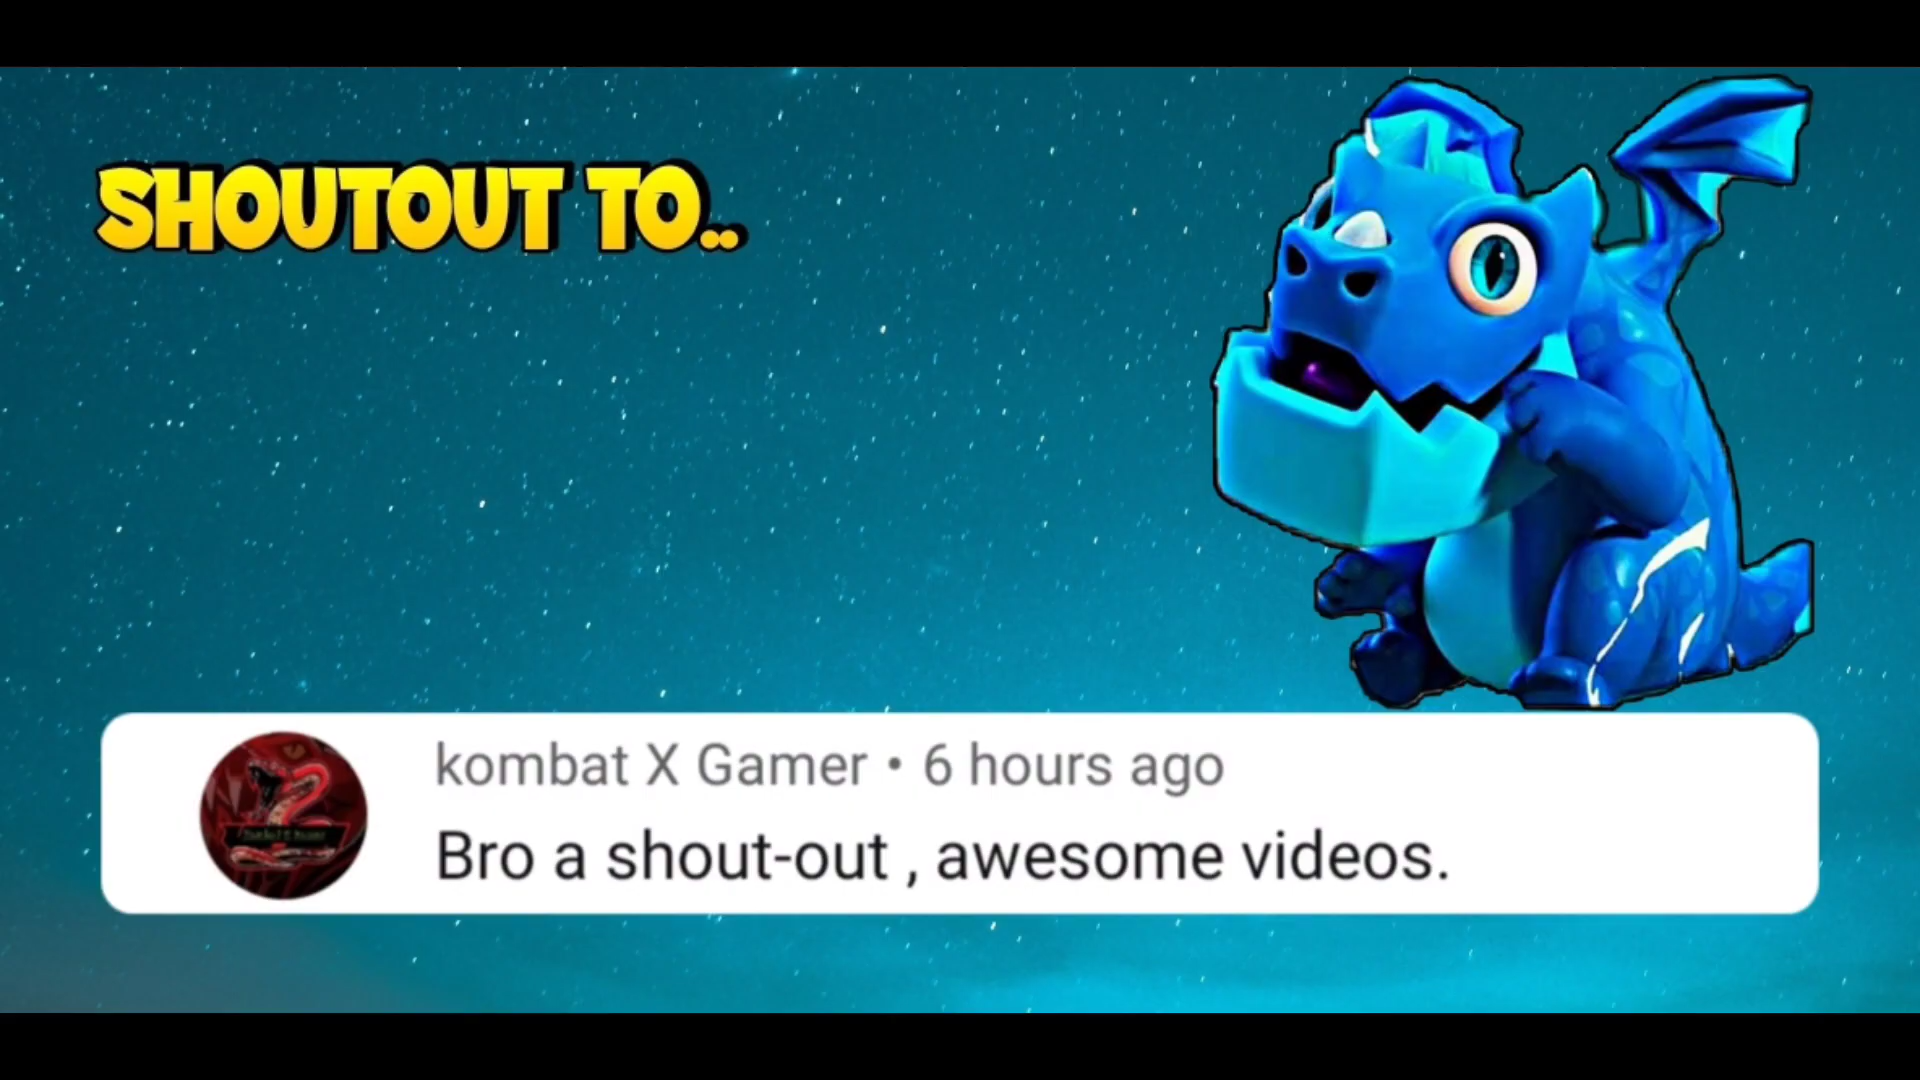 SHOUTOUT TO..
kombat X Gamer • 6 hours ago
Bro a shout-out , awesome videos.